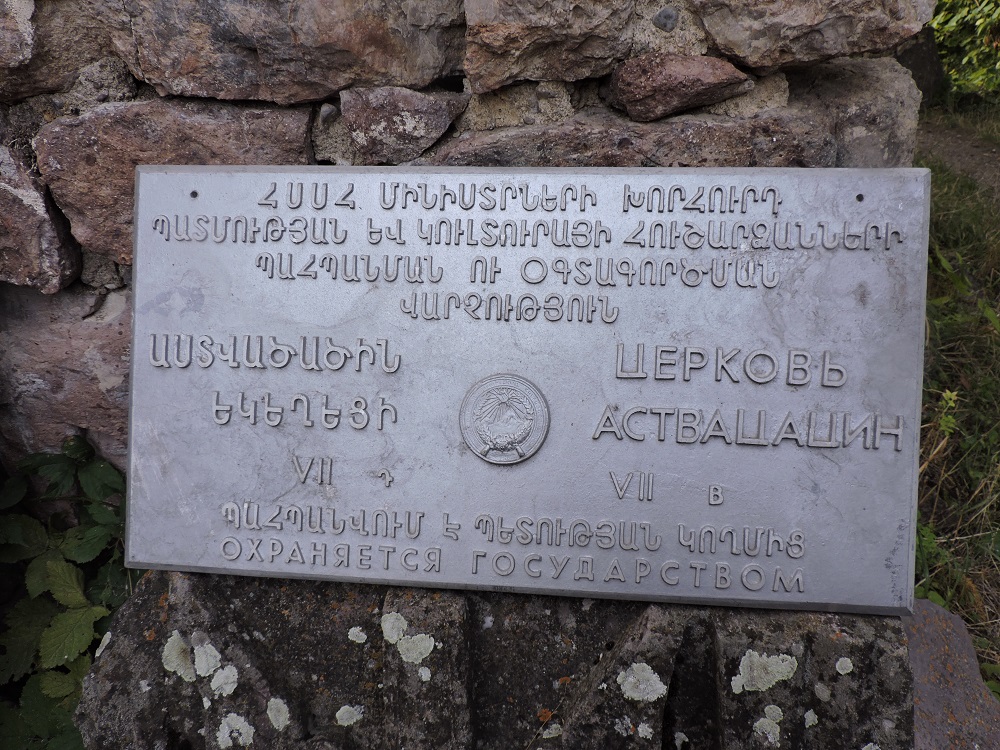 ՀՍՍՀ ՄԻՆԻՍՏՐՆԵՐԻ ԽՈՐՀՈՒՐԴ
ՊԱՏՄՈՒԹՅԱՆ ԵՎ ԿՈՒԼՏՈՒՐԱՅԻ ՀՈՒՇԱՐՁԱՆՆԵՐԻ
ՊԱՀՊԱՆՄԱՆ ՈՒ ՕԳՏԱԳՈՐԾՄԱՆ
ՎԱՐՉՈՒԹՅՈՒՆ
ԱՍՏՎԱԾԱԾԻՆ
ԵԿԵՂԵՑԻ
VII դ
ЦЕРКОВЬ
АСТВАЦАЦИН
VII в
ՊԱՀՊԱՆՎՈՒՄ Է ՊԵՏՈՒԹՅԱՆ ԿՈՂՄԻՑ
ОХРАНЯЕТСЯ ГОСУДАРСТВОМ